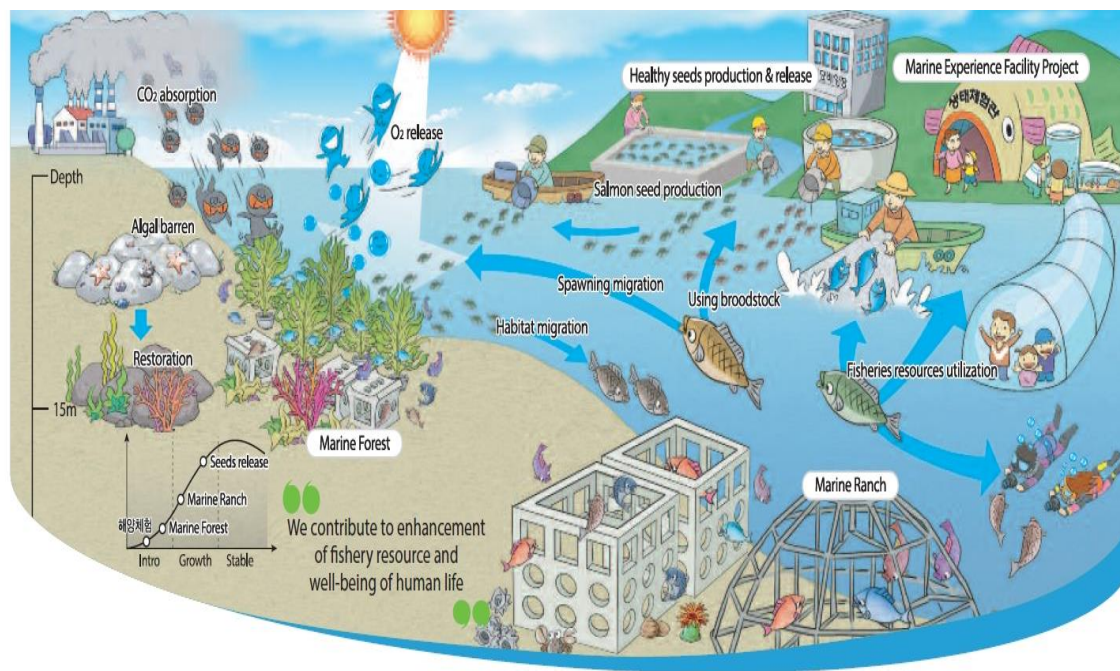 Healthy seeds production & release
Marine Experience Facility Project
생태체험관
CO₂ absorption
O₂ release
Depth
Salmon seed production
Algal barren
Spawning migration
Using broodstock
Habitat migration
Restoration
Fisheries resources utilization
15m
Marine Forest
Seeds release
Marine Ranch
해양체험
Marine Forest
Intro
Growth
Stable
Marine Ranch
We contribute to enhancement
of fishery resource and
well-being of human life